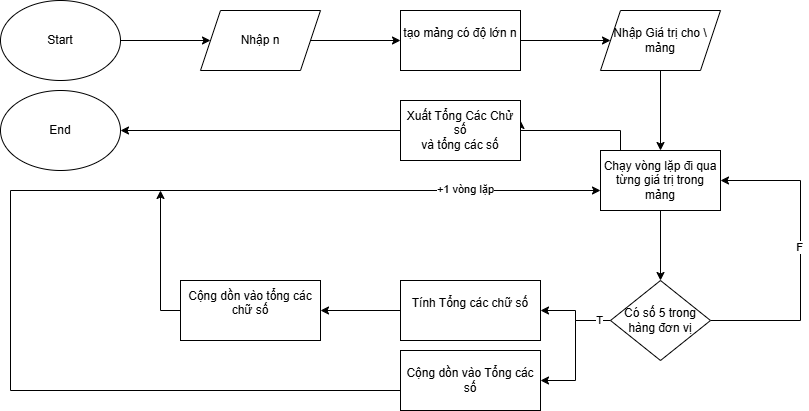 Start
Nhập n
tạo mảng có độ lớn n
Nhập Giá trị cho \
mảng
End
Xuất Tổng Các Chử
số
và tổng các số
Chạy vòng lặp đi qua
từng giá trị trong
mảng
+1 vòng lặp
F
Cộng dồn vào tổng các
chữ số
Tính Tổng các chữ số
T
Có số 5 trong
hàng đơn vị
Cộng dồn vào Tổng các
số